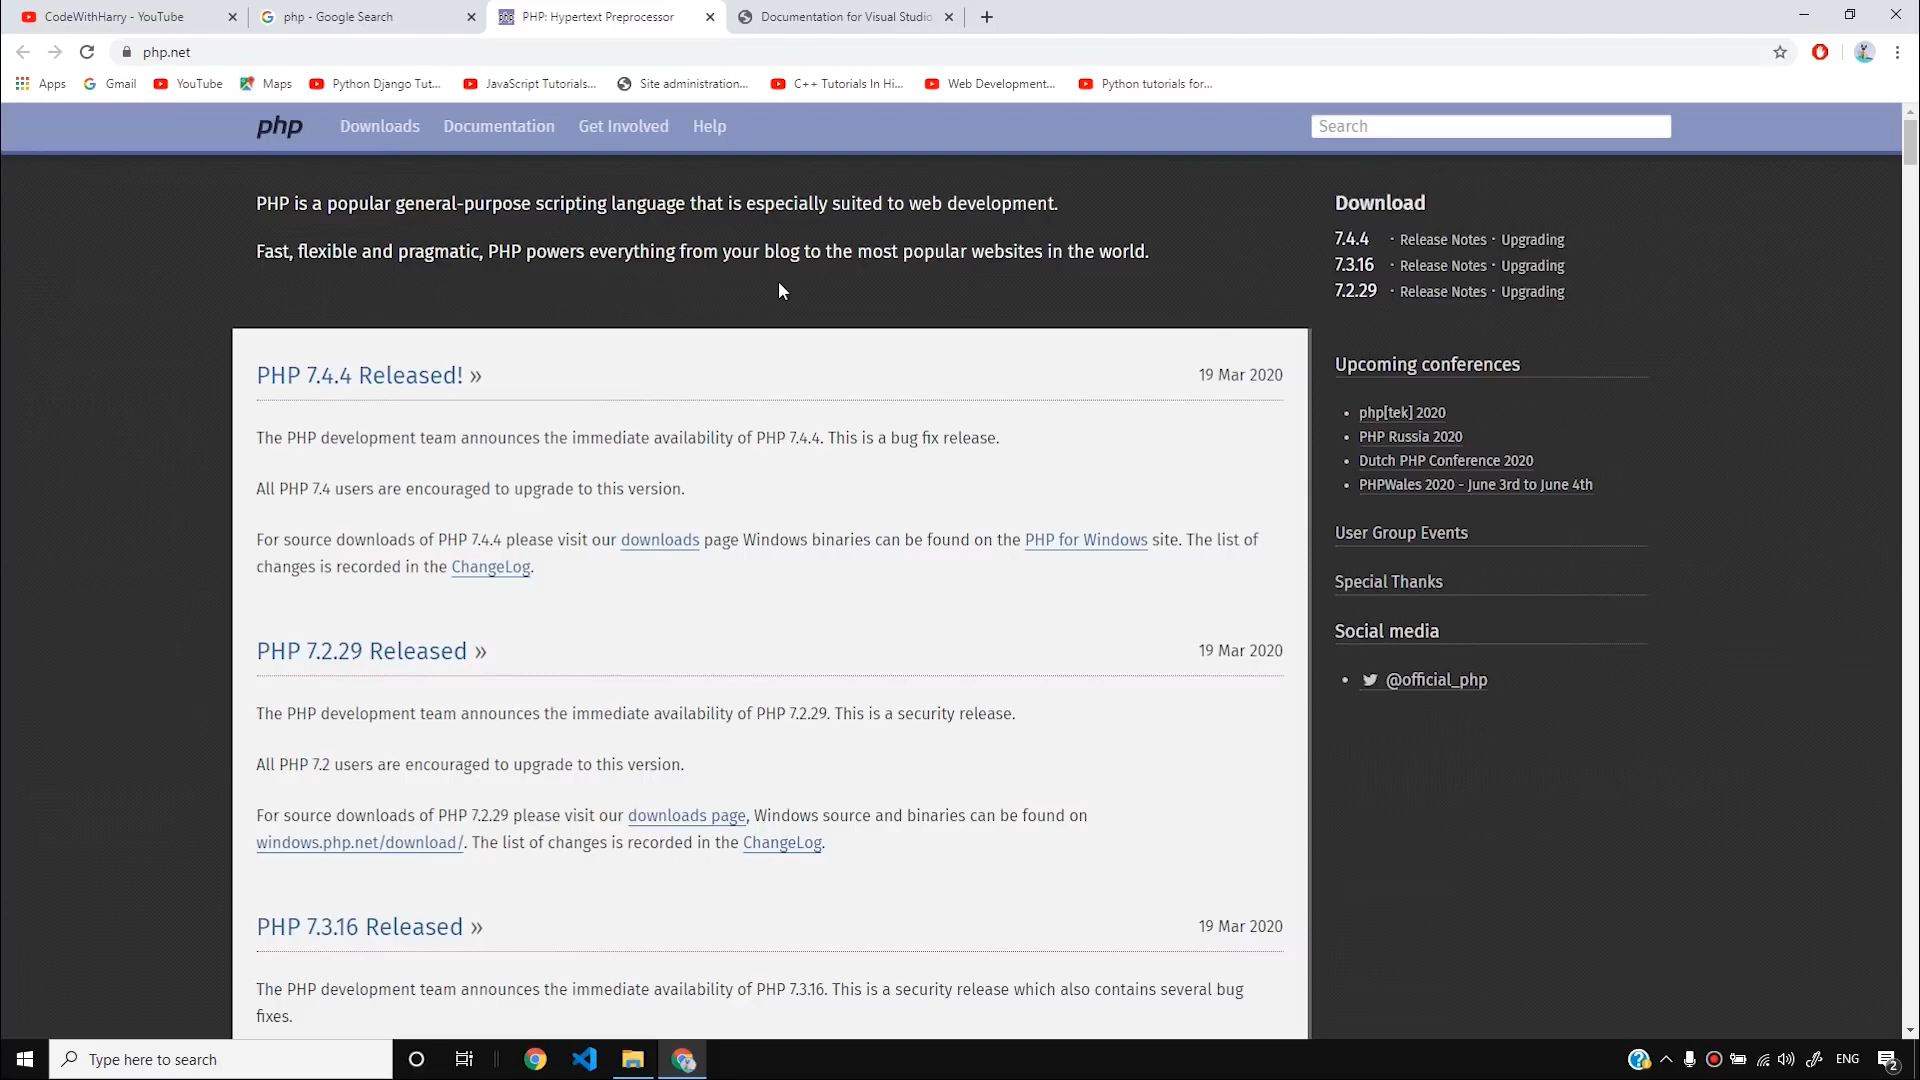 CodeWithHarry - YouTube
php - Google Search
PHP: Hypertext Preprocessor
Documentation for Visual Studio
php.net
Apps
Gmail
YouTube
Maps
Python Django Tut...
JavaScript Tutorials...
Site administration...
C++ Tutorials In Hi...
Web Development...
Python tutorials for...
php
Downloads
Documentation
Get Involved
Help
Search
PHP is a popular general-purpose scripting language that is especially suited to web development.
Fast, flexible and pragmatic, PHP powers everything from your blog to the most popular websites in the world.
Download
7.4.4 · Release Notes · Upgrading
7.3.16 · Release Notes · Upgrading
7.2.29 · Release Notes · Upgrading
PHP 7.4.4 Released! »
19 Mar 2020
The PHP development team announces the immediate availability of PHP 7.4.4. This is a bug fix release.
All PHP 7.4 users are encouraged to upgrade to this version.
For source downloads of PHP 7.4.4 please visit our downloads page Windows binaries can be found on the PHP for Windows site. The list of
changes is recorded in the ChangeLog.
PHP 7.2.29 Released »
19 Mar 2020
The PHP development team announces the immediate availability of PHP 7.2.29. This is a security release.
All PHP 7.2 users are encouraged to upgrade to this version.
For source downloads of PHP 7.2.29 please visit our downloads page, Windows source and binaries can be found on
windows.php.net/download/. The list of changes is recorded in the ChangeLog.
PHP 7.3.16 Released »
19 Mar 2020
The PHP development team announces the immediate availability of PHP 7.3.16. This is a security release which also contains several bug
fixes.
Upcoming conferences
• php[tek] 2020
• PHP Russia 2020
• Dutch PHP Conference 2020
• PHPWales 2020 - June 3rd to June 4th
User Group Events
Special Thanks
Social media
• @official_php
Type here to search
ENG
2